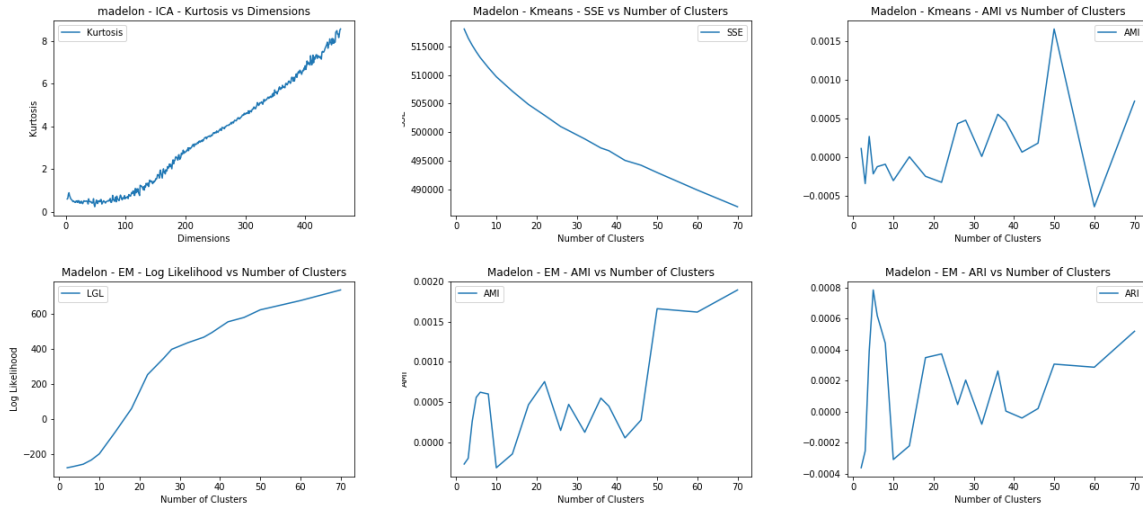 madelon - ICA - Kurtosis vs Dimensions
Kurtosis
Kurtosis
8
6
4
2
0
0 100 200 300 400
Dimensions
Madelon - Kmeans - SSE vs Number of Clusters
SSE
515000
510000
505000
500000
495000
490000
0 10 20 30 40 50 60 70
Number of Clusters
Madelon - Kmeans - AMI vs Number of Clusters
AMI
0.0015
0.0010
0.0005
0.0000
−0.0005
0 10 20 30 40 50 60 70
Number of Clusters
Madelon - EM - Log Likelihood vs Number of Clusters
LGL
Log Likelihood
600
400
200
0
−200
0 10 20 30 40 50 60 70
Number of Clusters
Madelon - EM - AMI vs Number of Clusters
AMI
AMI
0.0020
0.0015
0.0010
0.0005
0.0000
0 10 20 30 40 50 60 70
Number of Clusters
Madelon - EM - ARI vs Number of Clusters
ARI
0.0008
0.0006
0.0004
0.0002
0.0000
−0.0002
−0.0004
0 10 20 30 40 50 60 70
Number of Clusters